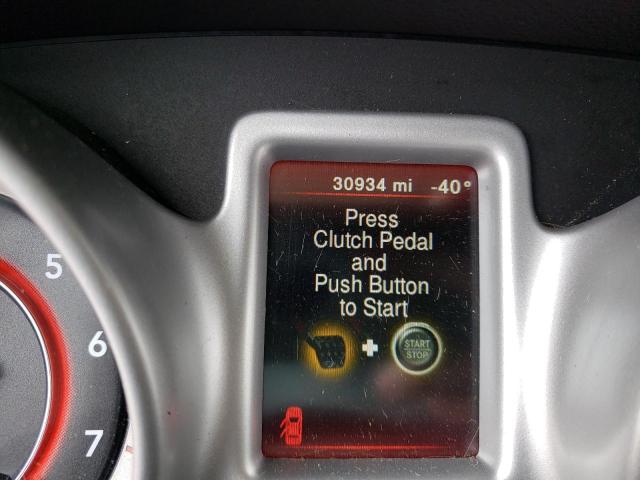 30934 mi -40°
Press
Clutch Pedal
and
Push Button
to Start
START
STOP
5
6
7